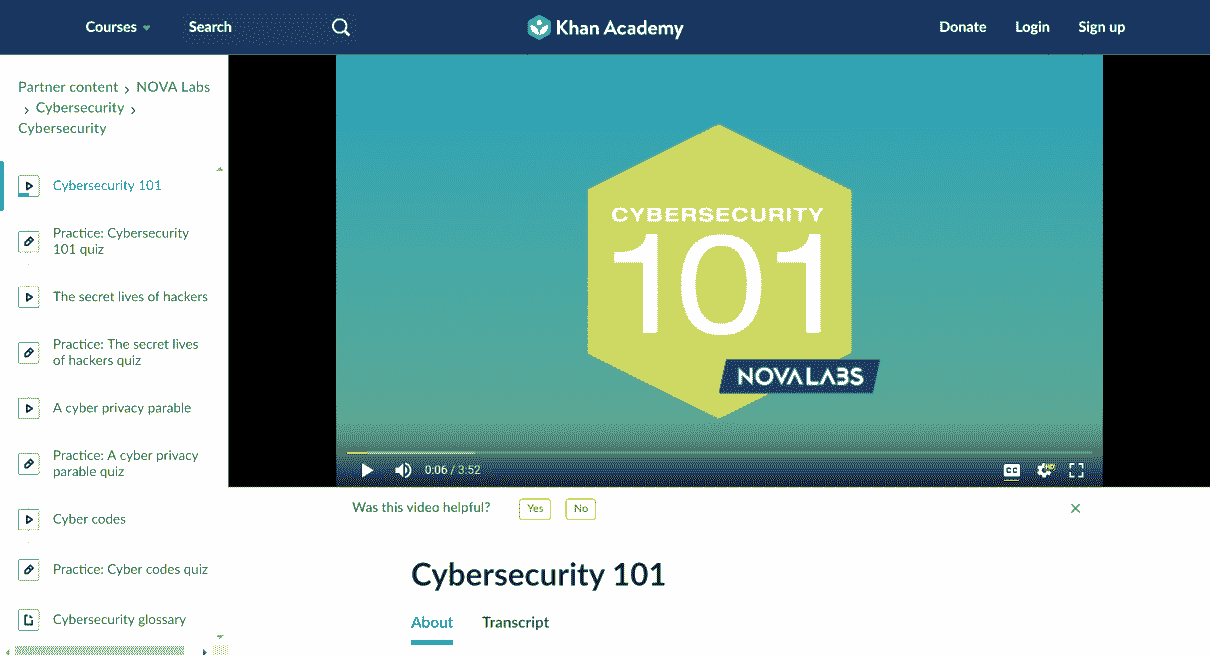 Courses
Search
Khan Academy
Donate
Login
Sign up
Partner content › NOVA Labs
› Cybersecurity ›
Cybersecurity
Cybersecurity 101
Practice: Cybersecurity
101 quiz
The secret lives of hackers
Practice: The secret lives
of hackers quiz
A cyber privacy parable
Practice: A cyber privacy
parable quiz
Cyber codes
Practice: Cyber codes quiz
Cybersecurity glossary
CYBERSECURITY
101
NOVA LABS
0:06 / 3:52
CC
HD
Was this video helpful?
Yes
No
Cybersecurity 101
About
Transcript